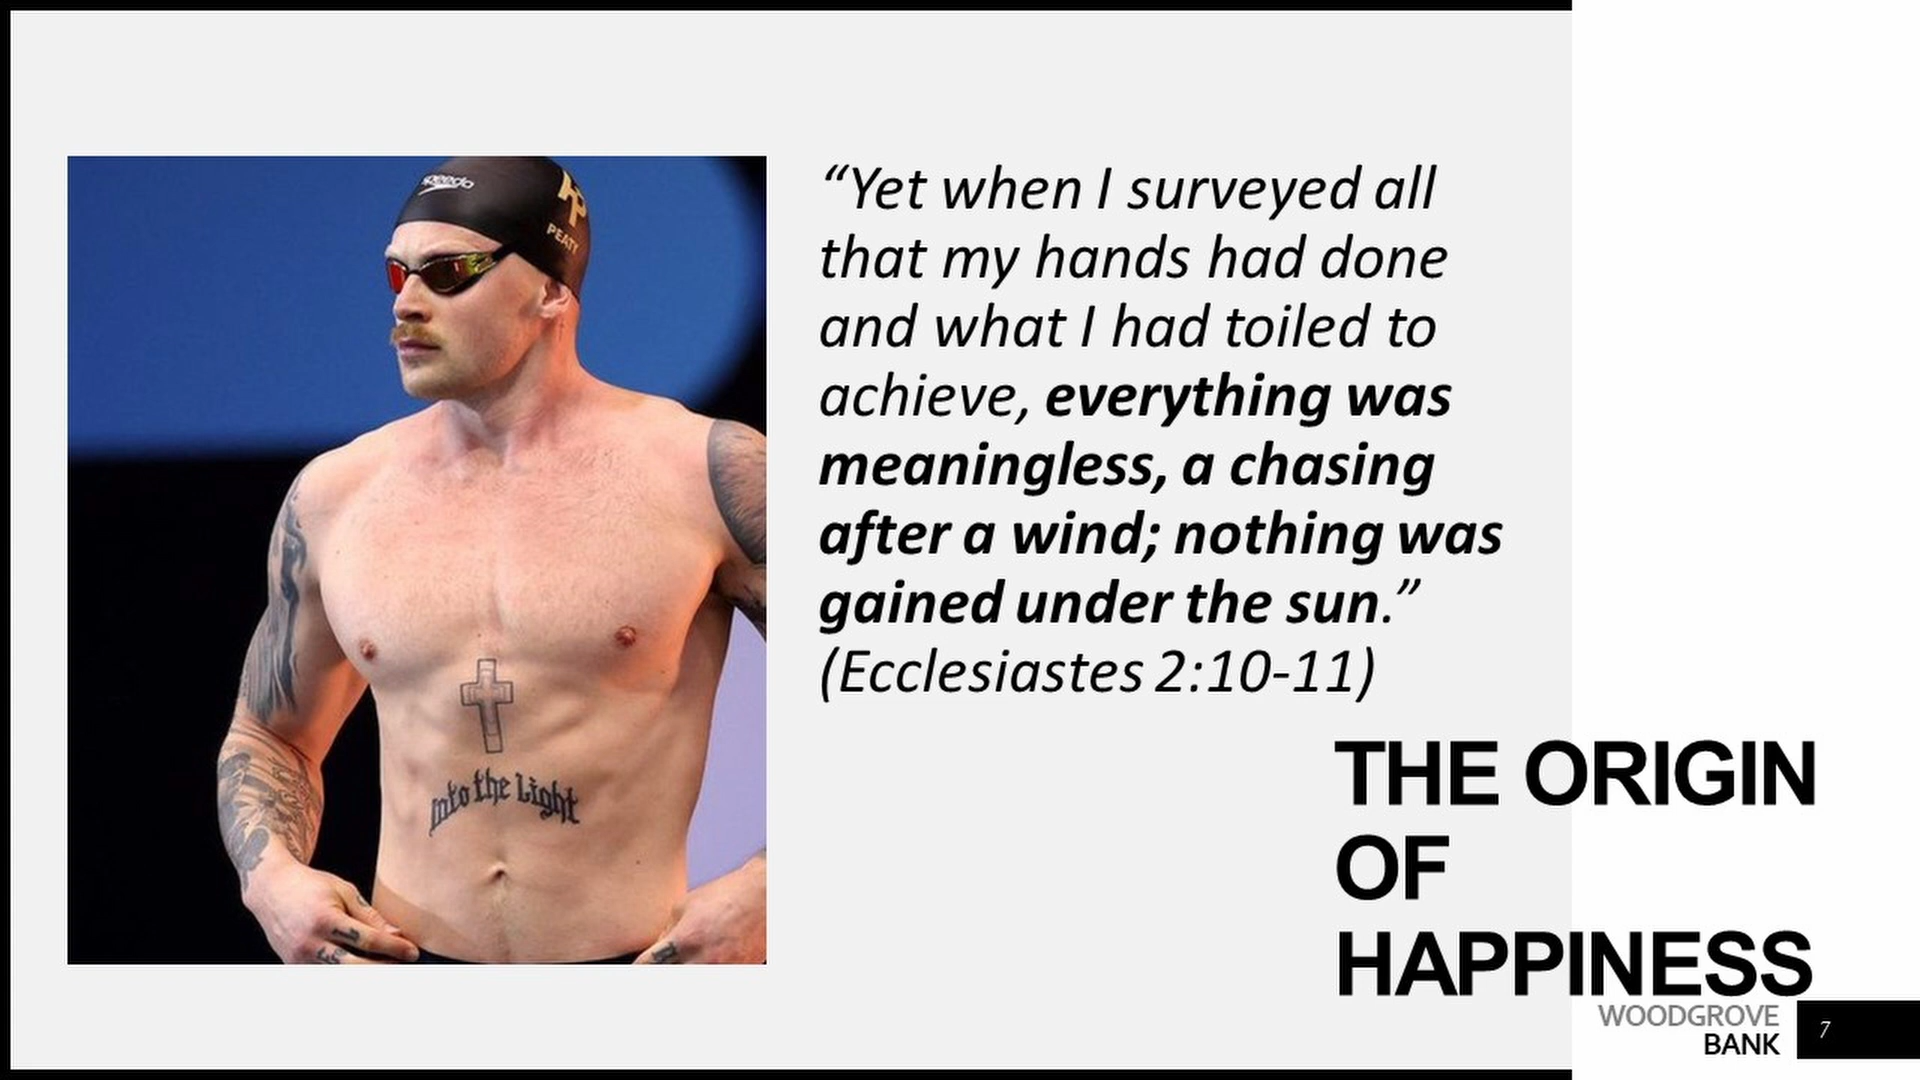 speedo
PEATY
Into the Light
“Yet when I surveyed all
that my hands had done
and what I had toiled to
achieve, everything was
meaningless, a chasing
after a wind; nothing was
gained under the sun.”
(Ecclesiastes 2:10-11)
THE ORIGIN
OF
HAPPINESS
WOODGROVE
BANK
7